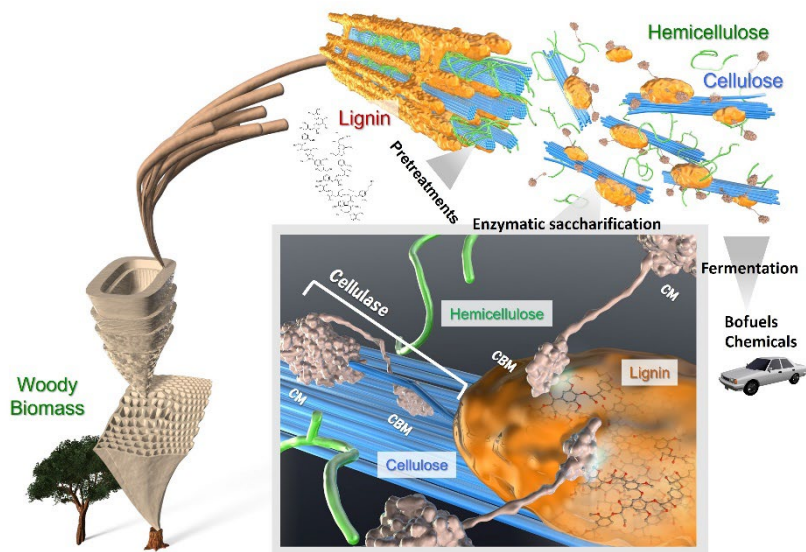 Hemicellulose
Cellulose
Lignin
Pretreatments
Enzymatic saccharification
Fermentation
Bofuels
Chemicals
Woody
Biomass
Cellulase
Hemicellulose
CM
CBM
Lignin
CM
CBM
Cellulose